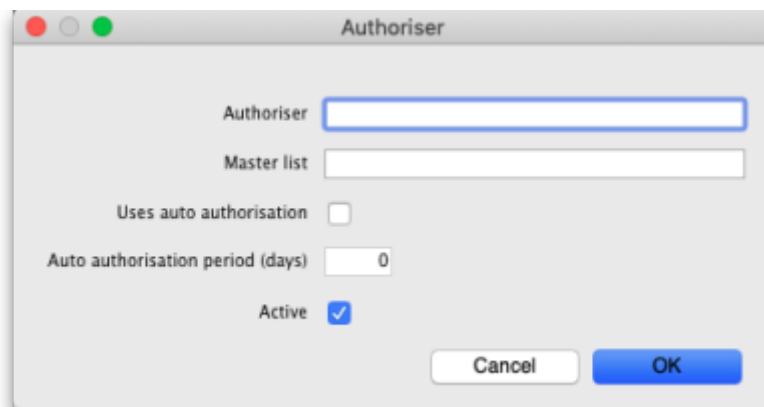 Authoriser
Authoriser
Master list
Uses auto authorisation
Auto authorisation period (days) 0
Active
Cancel OK